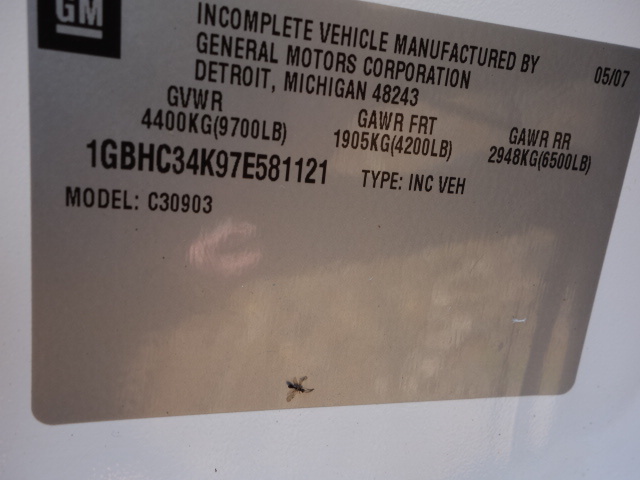 GM
INCOMPLETE VEHICLE MANUFACTURED BY
GENERAL MOTORS CORPORATION
DETROIT, MICHIGAN 48243
05/07
GVWR GAWR FRT GAWR RR
4400KG(9700LB) 1905KG(4200LB) 2948KG(6500LB)
1GBHC34K97E581121 TYPE: INC VEH
MODEL: C30903